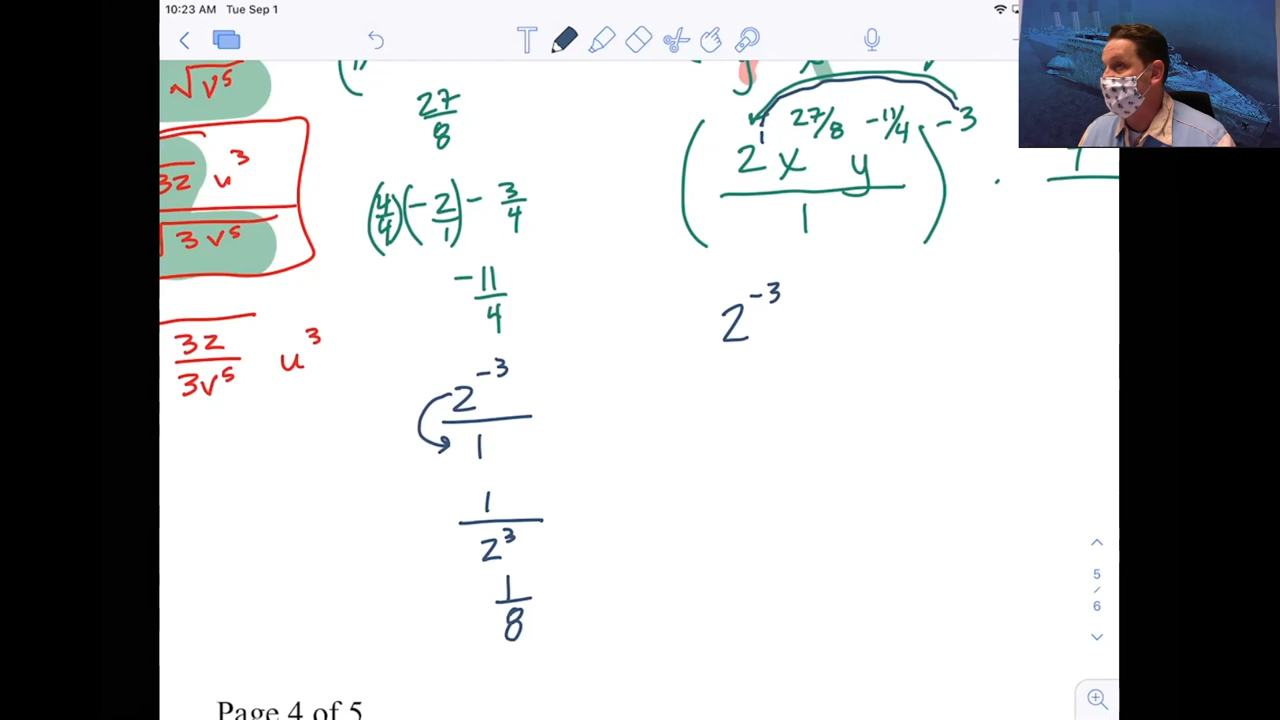 10:23 AM Tue Sep 1
T
√v⁵
32 u³
√3v⁵
32/3v⁵ u³
27/8
(4/4)(-2/1) - 3/4
-11/4
2⁻³/1
1/2³
1/8
(2¹ x^27/8 y^-11/4 / 1)^-3 ·
2⁻³
5
/
6
Page 4 of 5